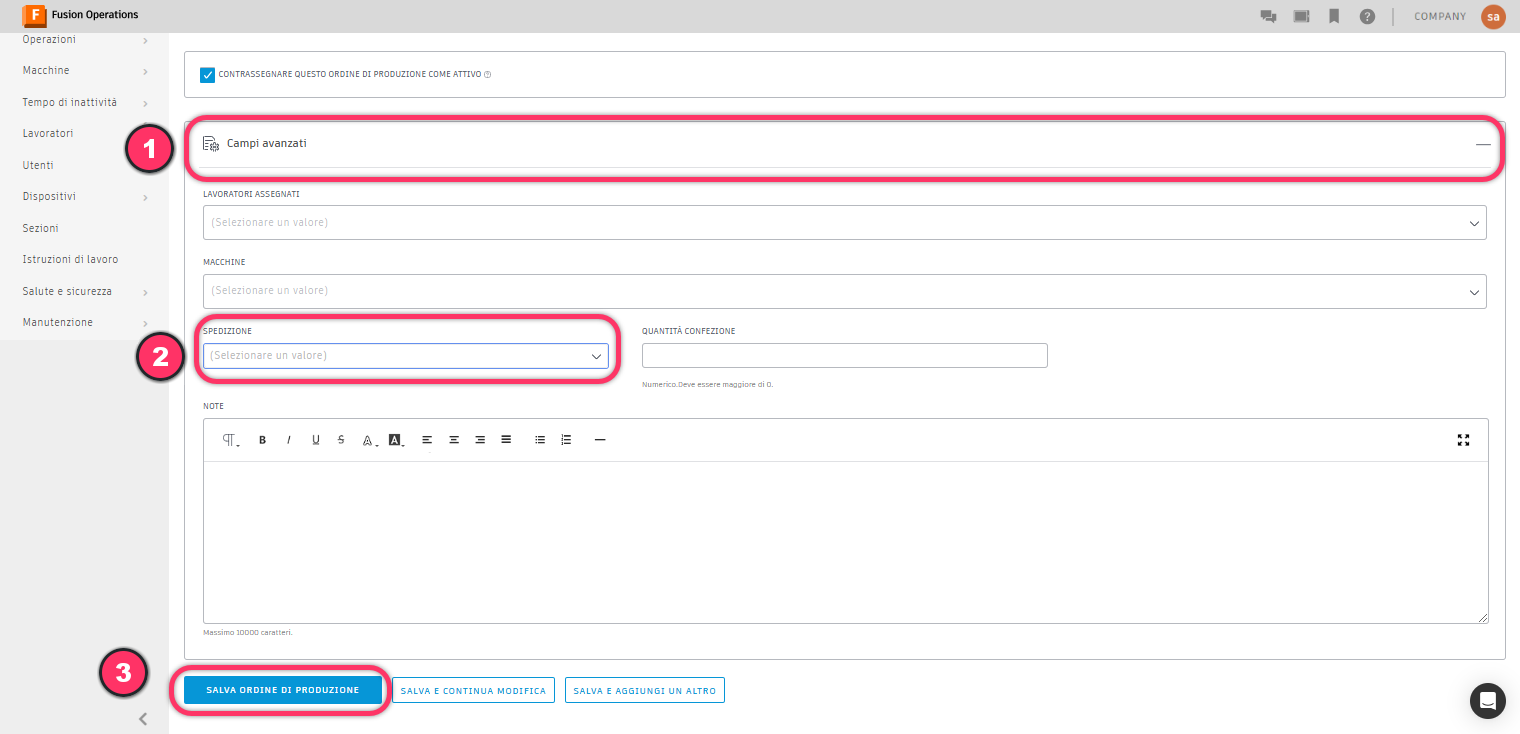 F Fusion Operations
? COMPANY sa
Operazioni
Macchine
Tempo di inattività
Lavoratori
Utenti
Dispositivi
Sezioni
Istruzioni di lavoro
Salute e sicurezza
Manutenzione
CONTRASSEGNARE QUESTO ORDINE DI PRODUZIONE COME ATTIVO ?
1
Campi avanzati
LAVORATORI ASSEGNATI
(Selezionare un valore)
MACCHINE
(Selezionare un valore)
2
SPEDIZIONE
(Selezionare un valore)
QUANTITÀ CONFEZIONE
Numerico.Deve essere maggiore di 0.
NOTE
B I U S A A
Massimo 10000 caratteri.
3
SALVA ORDINE DI PRODUZIONE
SALVA E CONTINUA MODIFICA
SALVA E AGGIUNGI UN ALTRO